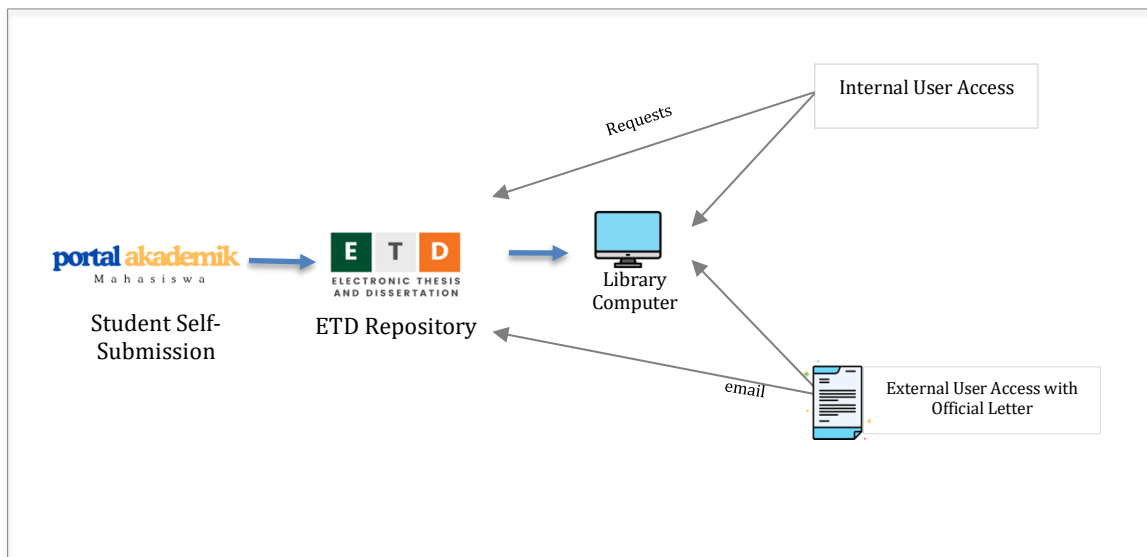 Internal User Access
Requests
portal akademik
Mahasiswa
Student Self-
Submission
E T D
ELECTRONIC THESIS
AND DISSERTATION
ETD Repository
Library
Computer
email
External User Access with
Official Letter